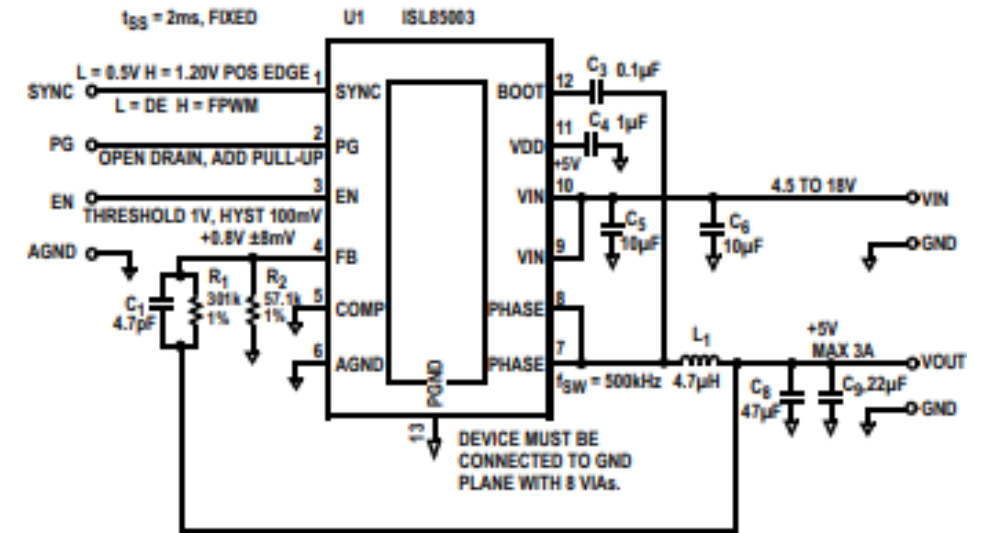 tSS = 2ms, FIXED
U1 ISL85003
L = 0.5V H = 1.20V POS EDGE
SYNC
1
SYNC
L = DE H = FPWM
PG
2
PG
OPEN DRAIN, ADD PULL-UP
EN
3
EN
THRESHOLD 1V, HYST 100mV
+0.8V ±8mV
AGND
4
FB
C1
4.7pF
R1
301k
1%
R2
57.1k
1%
5
COMP
6
AGND
PGND
13
DEVICE MUST BE
CONNECTED TO GND
PLANE WITH 8 VIAs.
BOOT
12
C3 0.1µF
VDD
11
C4 1µF
+5V
VIN
10
4.5 TO 18V
VIN
C5
10µF
C6
10µF
GND
VIN
9
PHASE
8
PHASE
7
L1
fSW = 500kHz 4.7µH
+5V
MAX 3A
VOUT
C8
47µF
C9 22µF
GND